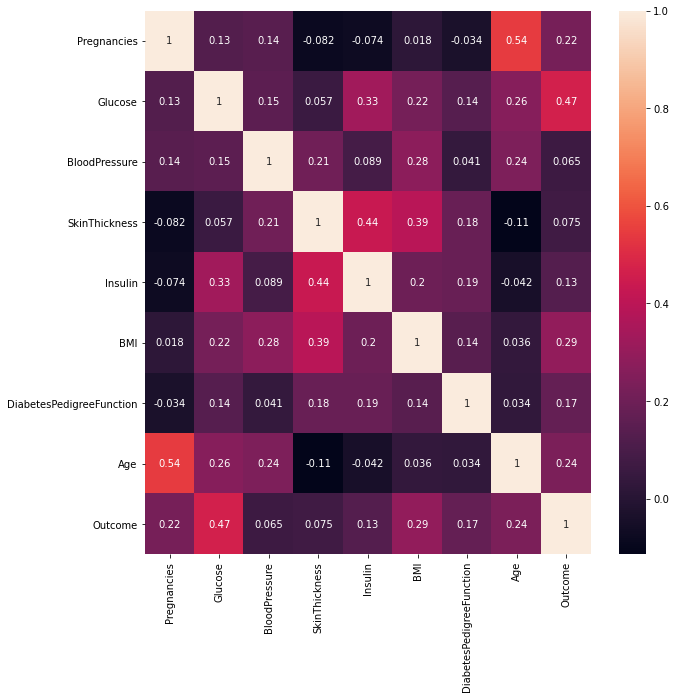 Pregnancies 1 0.13 0.14 -0.082 -0.074 0.018 -0.034 0.54 0.22
Glucose 0.13 1 0.15 0.057 0.33 0.22 0.14 0.26 0.47
BloodPressure 0.14 0.15 1 0.21 0.089 0.28 0.041 0.24 0.065
SkinThickness -0.082 0.057 0.21 1 0.44 0.39 0.18 -0.11 0.075
Insulin -0.074 0.33 0.089 0.44 1 0.2 0.19 -0.042 0.13
BMI 0.018 0.22 0.28 0.39 0.2 1 0.14 0.036 0.29
DiabetesPedigreeFunction -0.034 0.14 0.041 0.18 0.19 0.14 1 0.034 0.17
Age 0.54 0.26 0.24 -0.11 -0.042 0.036 0.034 1 0.24
Outcome 0.22 0.47 0.065 0.075 0.13 0.29 0.17 0.24 1
Pregnancies
Glucose
BloodPressure
SkinThickness
Insulin
BMI
DiabetesPedigreeFunction
Age
Outcome
1.0
0.8
0.6
0.4
0.2
0.0